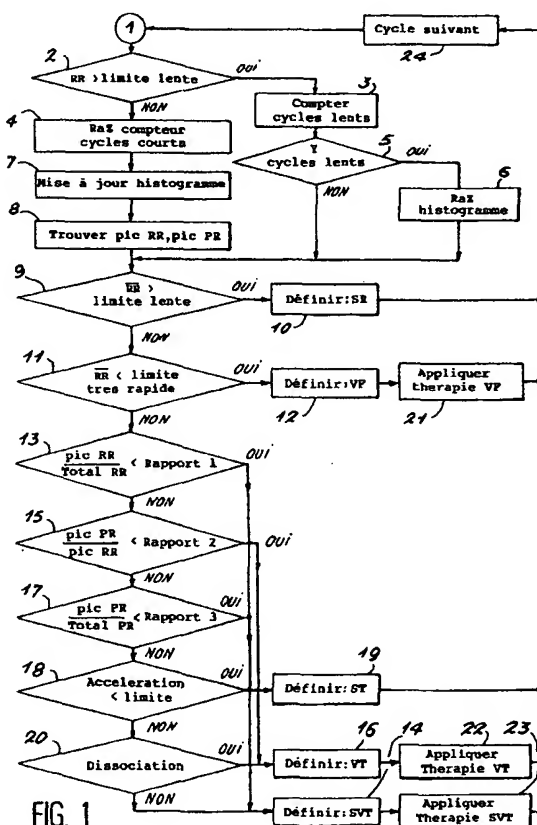 1
Cycle suivant
24
2
RR > limite lente
OUI
NON
3
Compter
cycles lents
4
RaZ compteur
cycles courts
Y
cycles lents
5
OUI
NON
6
RaZ
histogramme
7
Mise à jour histogramme
8
Trouver pic RR, pic PR
9
RR >
limite lente
OUI
NON
Définir:SR
10
11
RR < limite
tres rapide
OUI
NON
Définir:VF
12
Appliquer
therapie VF
21
13
pic RR
Total RR
< Rapport 1
OUI
NON
15
pic PR
pic RR
< Rapport 2
OUI
NON
17
pic PR
Total PR
< Rapport 3
OUI
NON
18
Acceleration
< limite
OUI
NON
19
Définir:ST
20
Dissociation
OUI
NON
16
Définir:VT
14
22
Appliquer
Therapie VT
23
Définir:SVT
Appliquer
Therapie SVT
FIG. 1